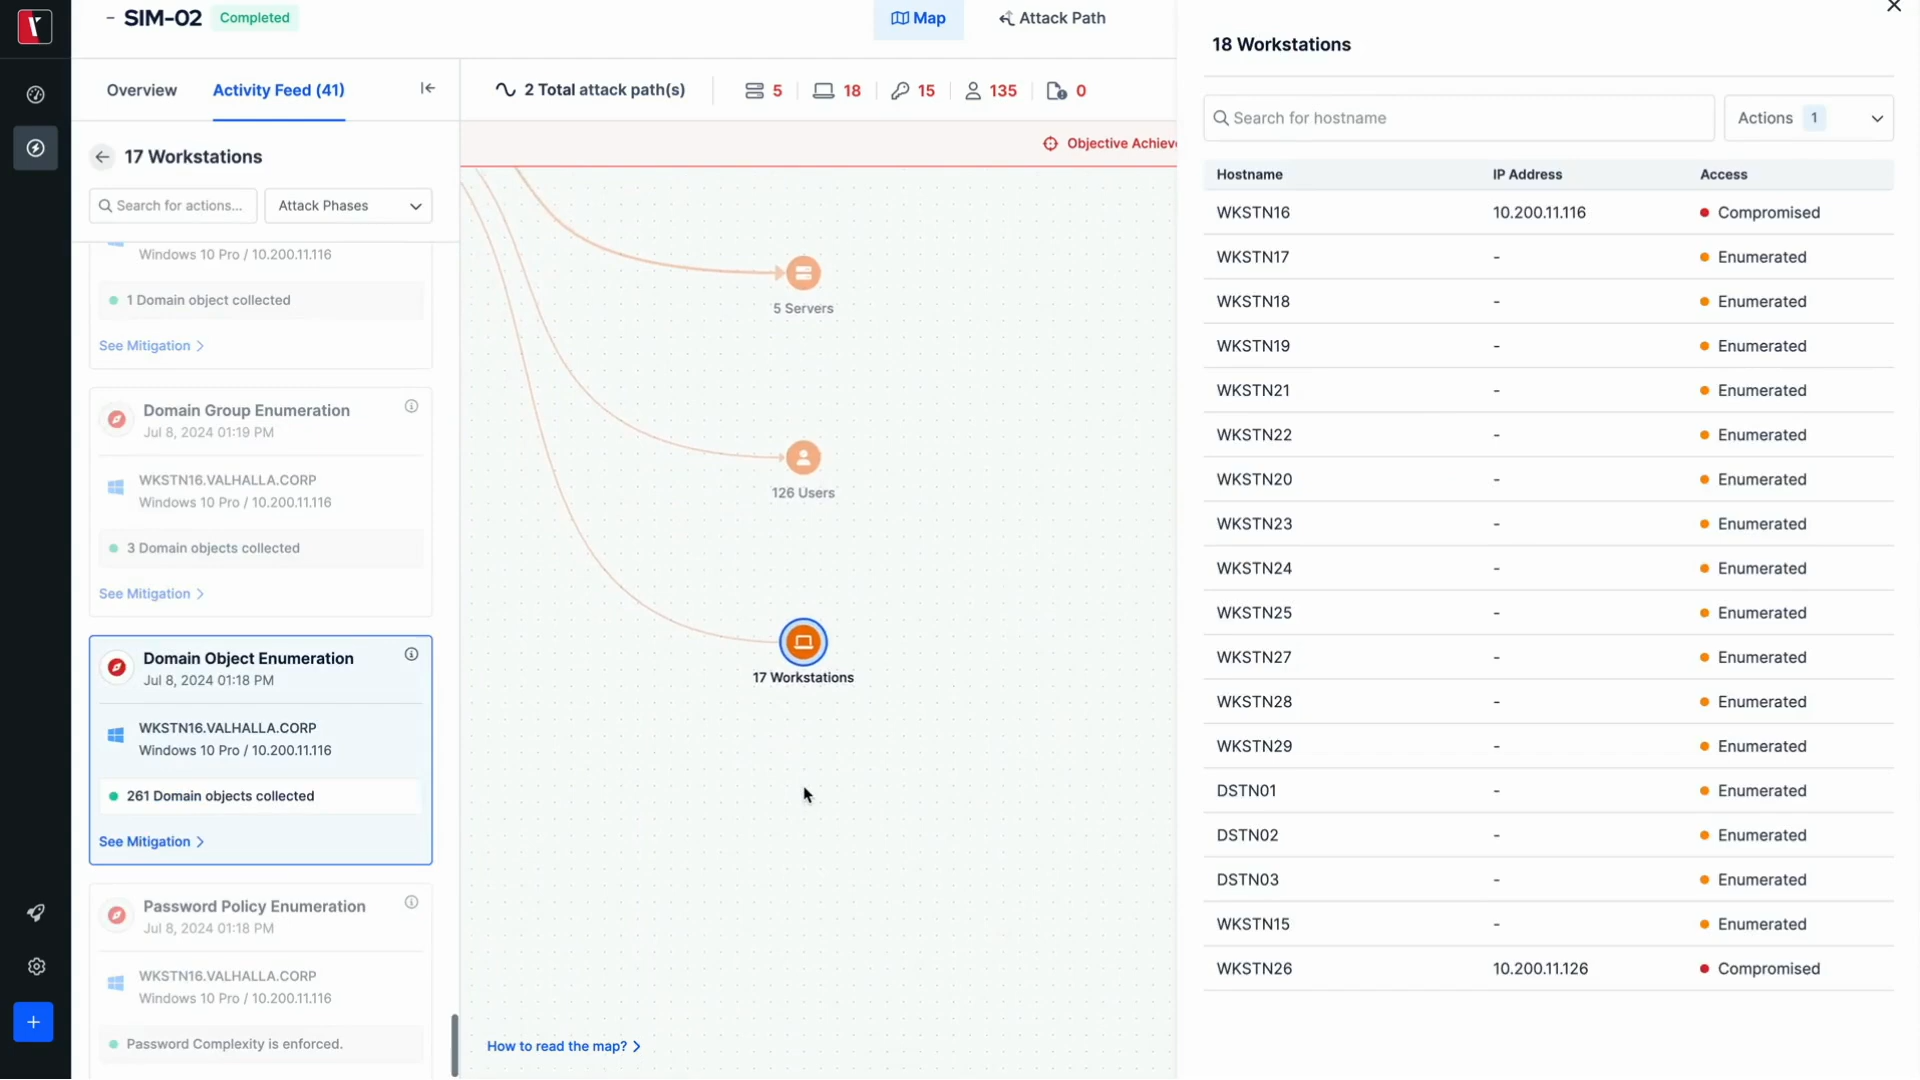 SIM-02 Completed
Map
Attack Path
Overview
Activity Feed (41)
2 Total attack path(s)
5
18
15
135
0
Objective Achiev
17 Workstations
Search for actions...
Attack Phases
Windows 10 Pro / 10.200.11.116
1 Domain object collected
See Mitigation
Domain Group Enumeration
Jul 8, 2024 01:19 PM
WKSTN16.VALHALLA.CORP
Windows 10 Pro / 10.200.11.116
3 Domain objects collected
See Mitigation
Domain Object Enumeration
Jul 8, 2024 01:18 PM
WKSTN16.VALHALLA.CORP
Windows 10 Pro / 10.200.11.116
261 Domain objects collected
See Mitigation
Password Policy Enumeration
Jul 8, 2024 01:18 PM
WKSTN16.VALHALLA.CORP
Windows 10 Pro / 10.200.11.116
Password Complexity is enforced.
5 Servers
126 Users
17 Workstations
How to read the map?
18 Workstations
Search for hostname
Actions 1
Hostname IP Address Access
WKSTN16 10.200.11.116 Compromised
WKSTN17 - Enumerated
WKSTN18 - Enumerated
WKSTN19 - Enumerated
WKSTN21 - Enumerated
WKSTN22 - Enumerated
WKSTN20 - Enumerated
WKSTN23 - Enumerated
WKSTN24 - Enumerated
WKSTN25 - Enumerated
WKSTN27 - Enumerated
WKSTN28 - Enumerated
WKSTN29 - Enumerated
DSTN01 - Enumerated
DSTN02 - Enumerated
DSTN03 - Enumerated
WKSTN15 - Enumerated
WKSTN26 10.200.11.126 Compromised